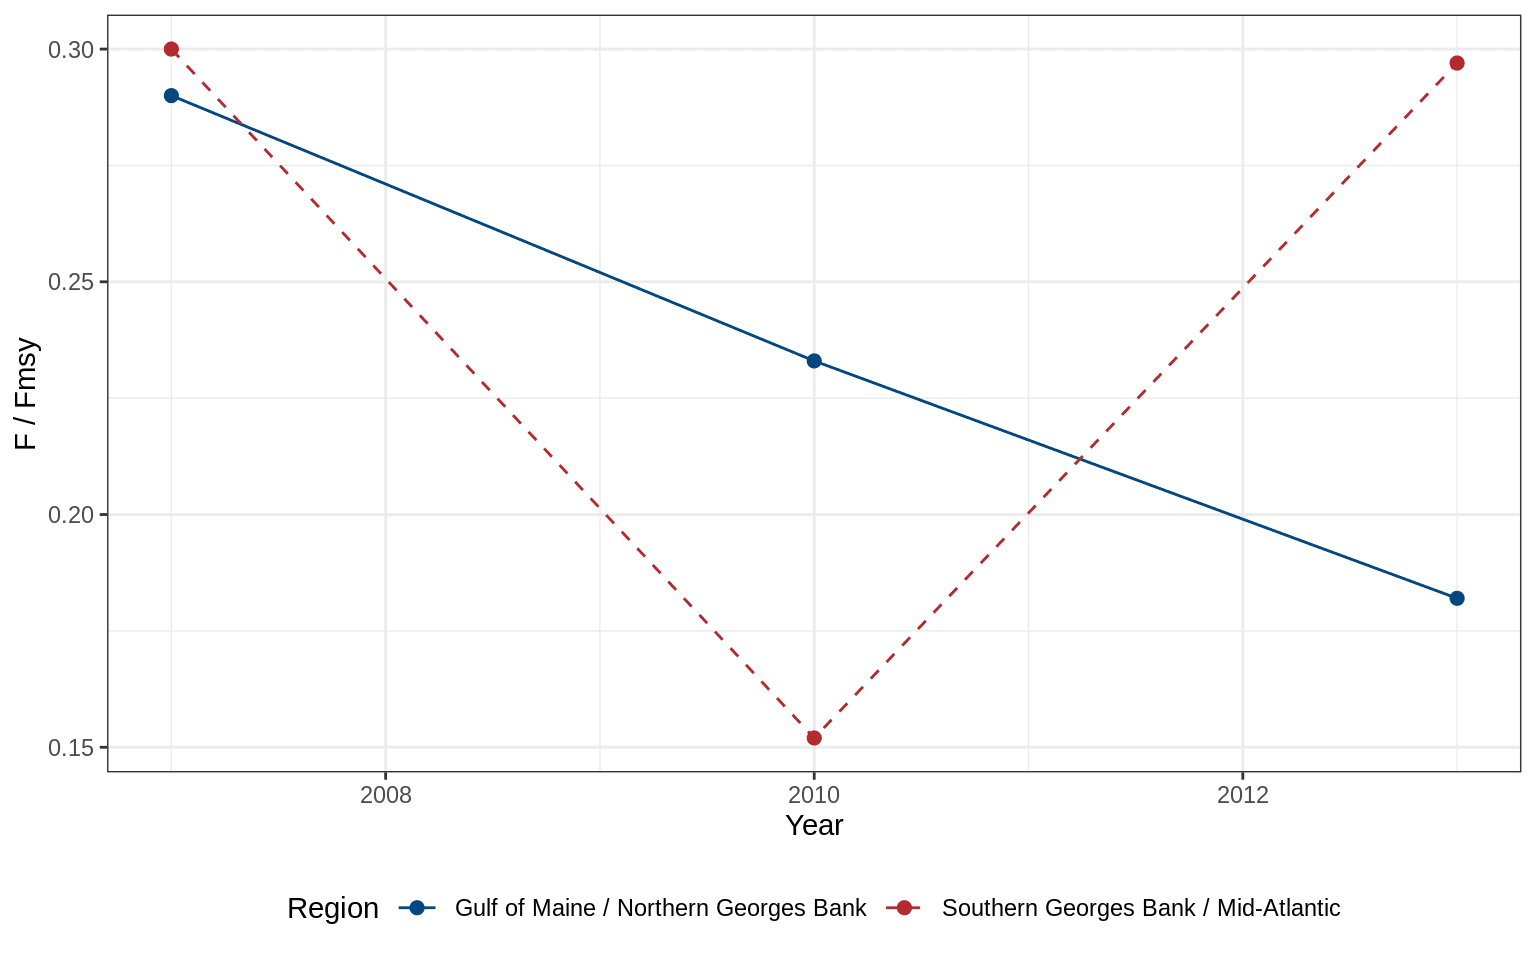 0.30
0.25
0.20
0.15
F / Fmsy
2008 2010 2012
Year
Region Gulf of Maine / Northern Georges Bank Southern Georges Bank / Mid-Atlantic